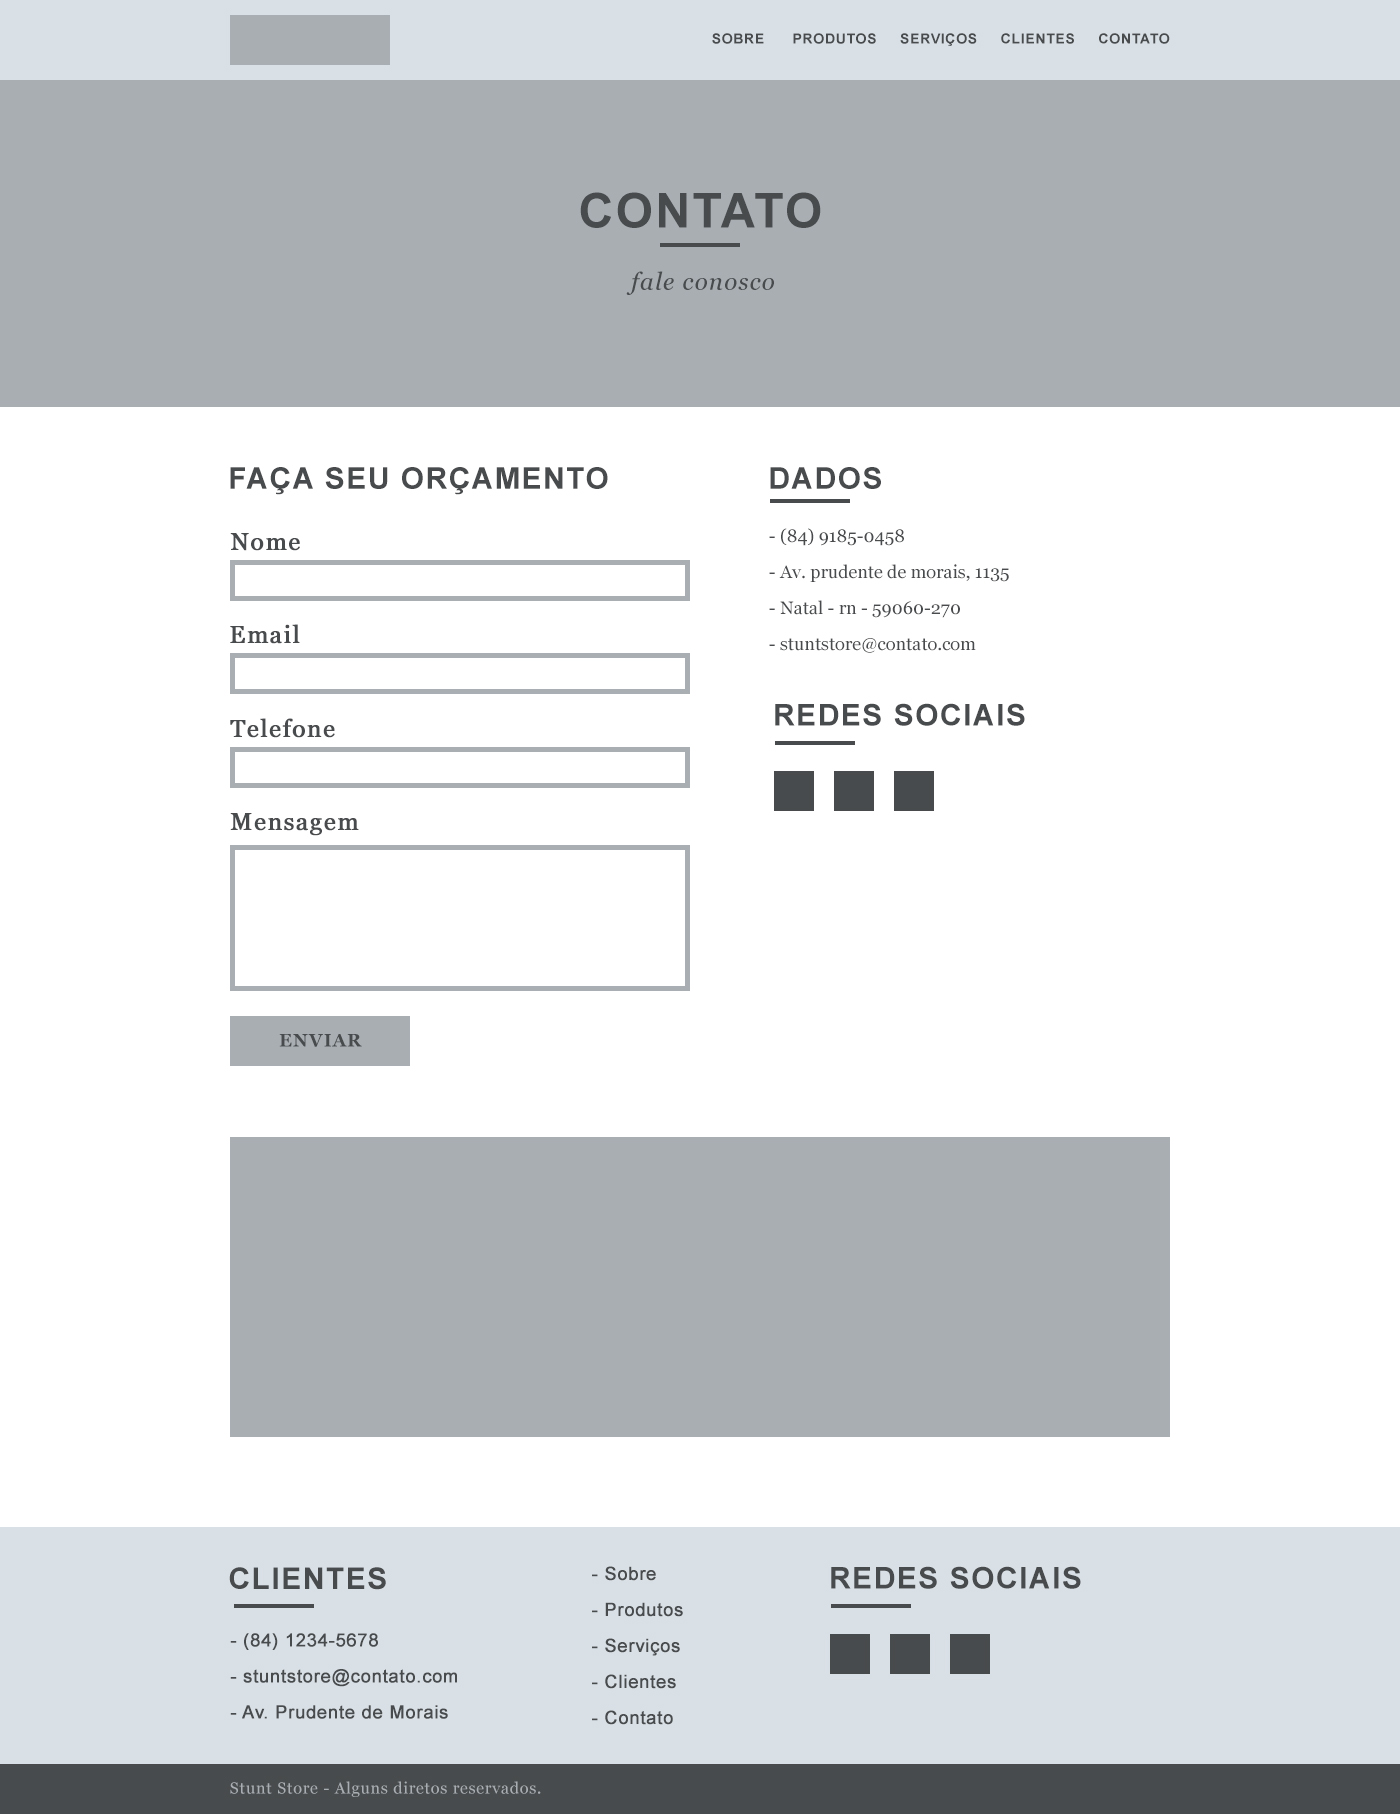 SOBRE PRODUTOS SERVIÇOS CLIENTES CONTATO
CONTATO
fale conosco
FAÇA SEU ORÇAMENTO
Nome
Email
Telefone
Mensagem
ENVIAR
DADOS
- (84) 9185-0458
- Av. prudente de morais, 1135
- Natal - rn - 59060-270
- stuntstore@contato.com
REDES SOCIAIS
CLIENTES
- (84) 1234-5678
- stuntstore@contato.com
- Av. Prudente de Morais
- Sobre
- Produtos
- Serviços
- Clientes
- Contato
REDES SOCIAIS
Stunt Store - Alguns diretos reservados.